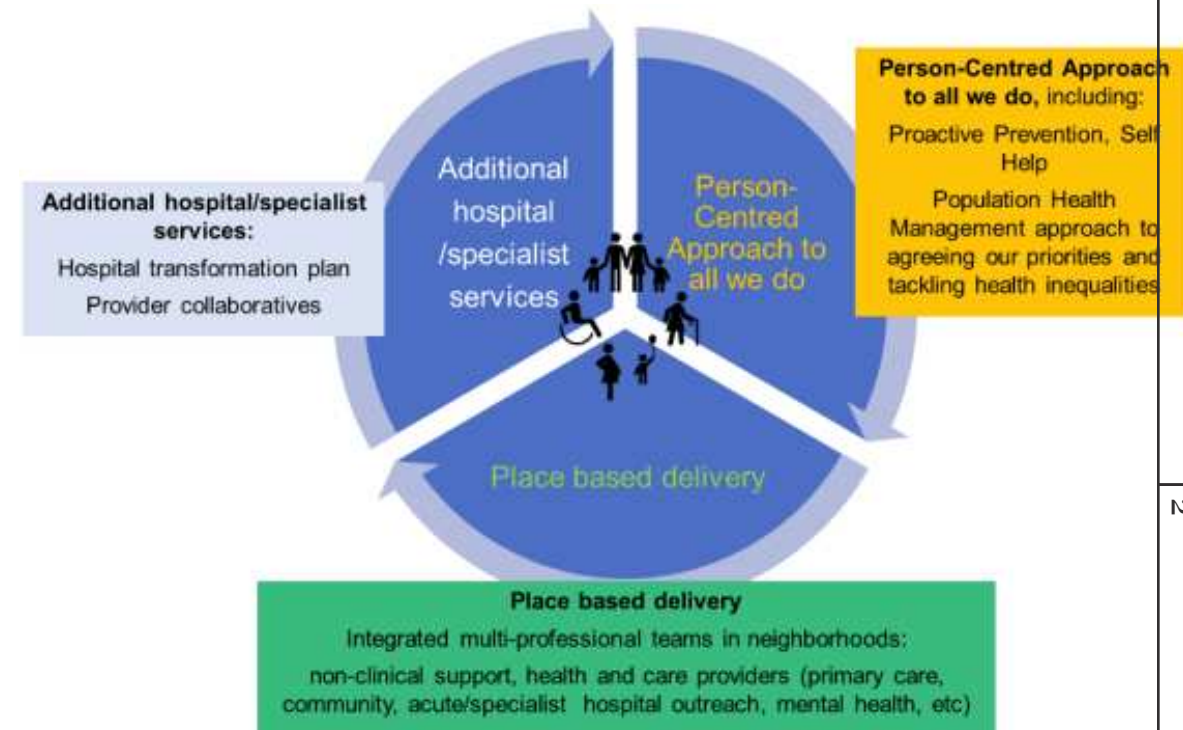 Additional
hospital
/specialist
services
Person-
Centred
Approach to
all we do
Place based delivery
Person-Centred Approach
to all we do, including:
Proactive Prevention, Self
Help
Population Health
Management approach to
agreeing our priorities and
tackling health inequalities
Additional hospital/specialist
services:
Hospital transformation plan
Provider collaboratives
Place based delivery
Integrated multi-professional teams in neighborhoods:
non-clinical support, health and care providers (primary care,
community, acute/specialist hospital outreach, mental health, etc)
2